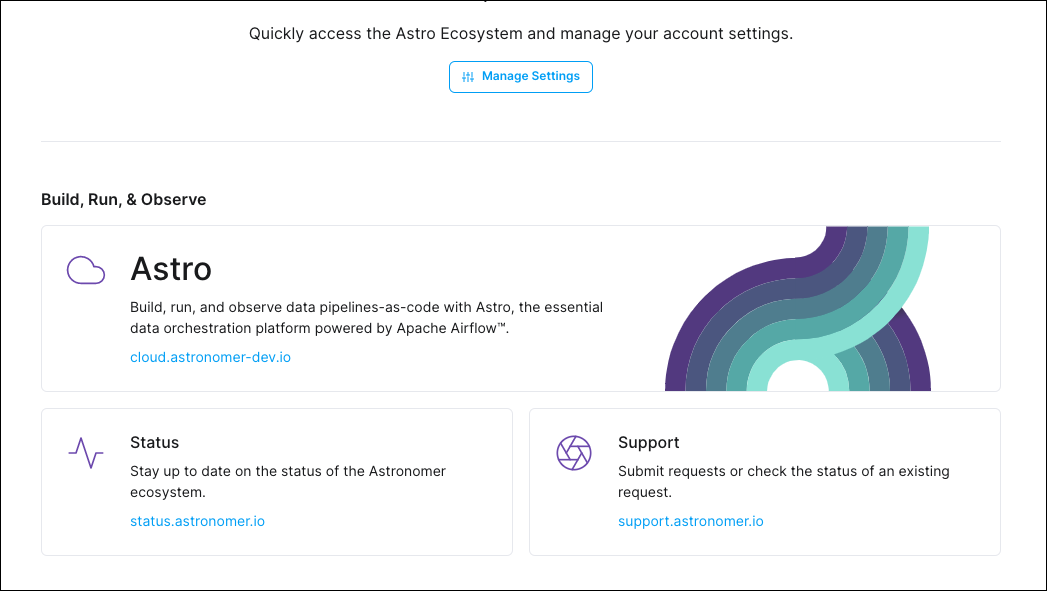 Quickly access the Astro Ecosystem and manage your account settings.
Manage Settings
Build, Run, & Observe
Astro
Build, run, and observe data pipelines-as-code with Astro, the essential
data orchestration platform powered by Apache Airflow™.
cloud.astronomer-dev.io
Status
Stay up to date on the status of the Astronomer
ecosystem.
status.astronomer.io
Support
Submit requests or check the status of an existing
request.
support.astronomer.io